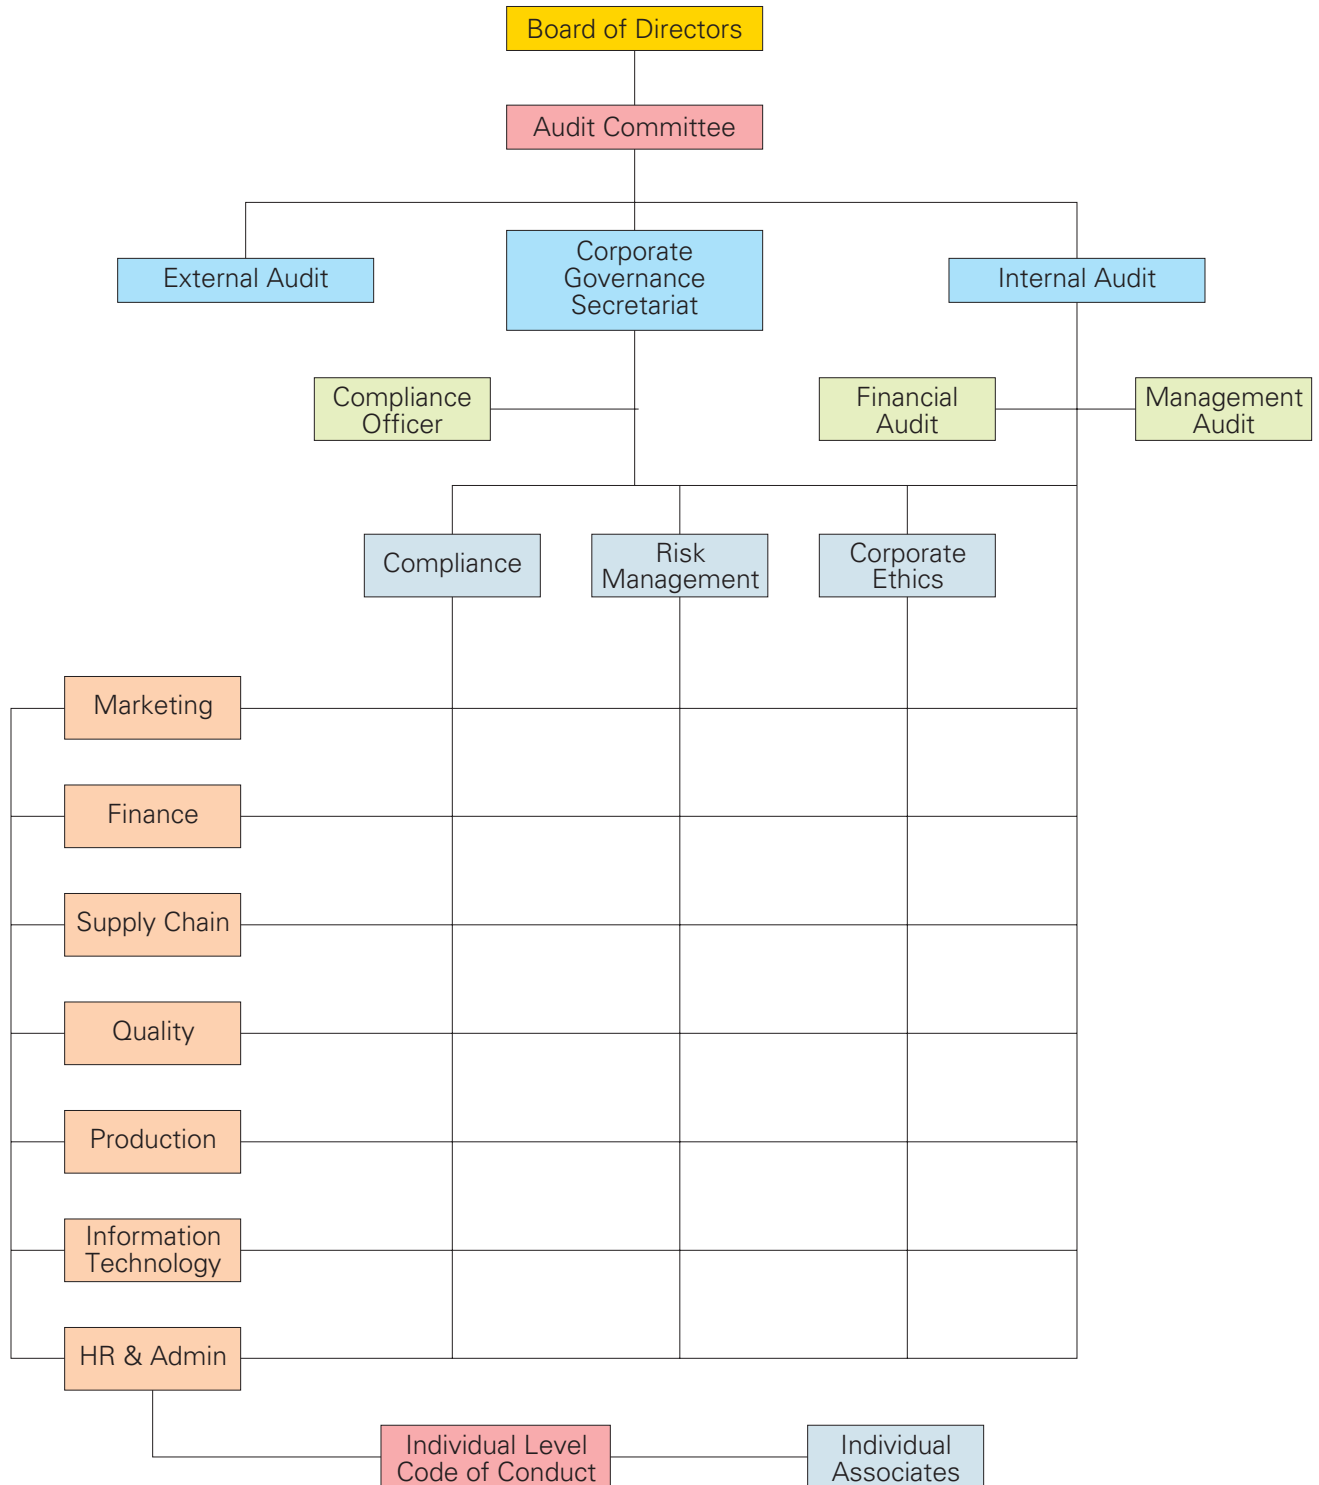 Board of Directors
Audit Committee
External Audit
Corporate
Governance
Secretariat
Internal Audit
Compliance
Officer
Financial
Audit
Management
Audit
Compliance
Risk
Management
Corporate
Ethics
Marketing
Finance
Supply Chain
Quality
Production
Information
Technology
HR & Admin
Individual Level
Code of Conduct
Individual
Associates